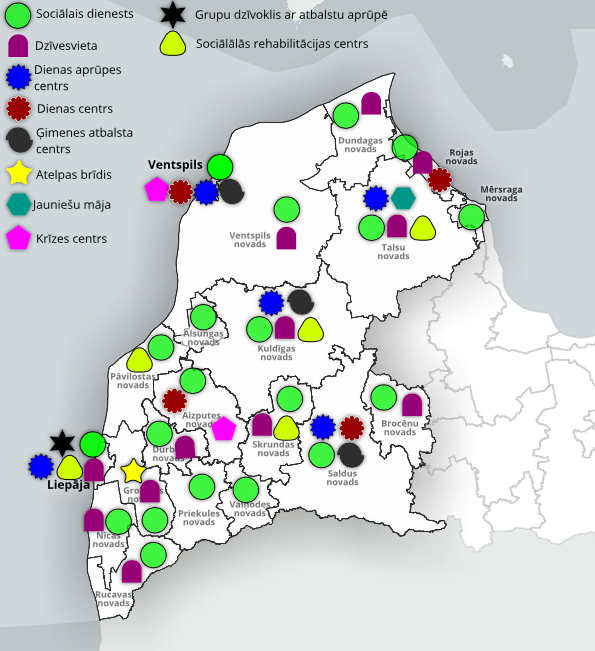 Sociālais dienests
Grupu dzīvoklis ar atbalstu aprūpē
Dzīvesvieta
Sociālālās rehabilitācijas centrs
Dienas aprūpes
centrs
Dienas centrs
Ģimenes atbalsta
centrs
Atelpas brīdis
Jauniešu māja
Krīzes centrs
Dundagas
novads
Rojas
novads
Ventspils
Mērsraga
novads
Ventspils
novads
Talsu
novads
Alsungas
novads
Kuldīgas
novads
Pāvilostas
novads
Aizputes
novads
Brocēnu
novads
Skrundas
novads
Durbes
novads
Saldus
novads
Liepāja
novads
Priekules
novads
Vaiņodes
novads
Nīcas
novads
Rucavas
novads